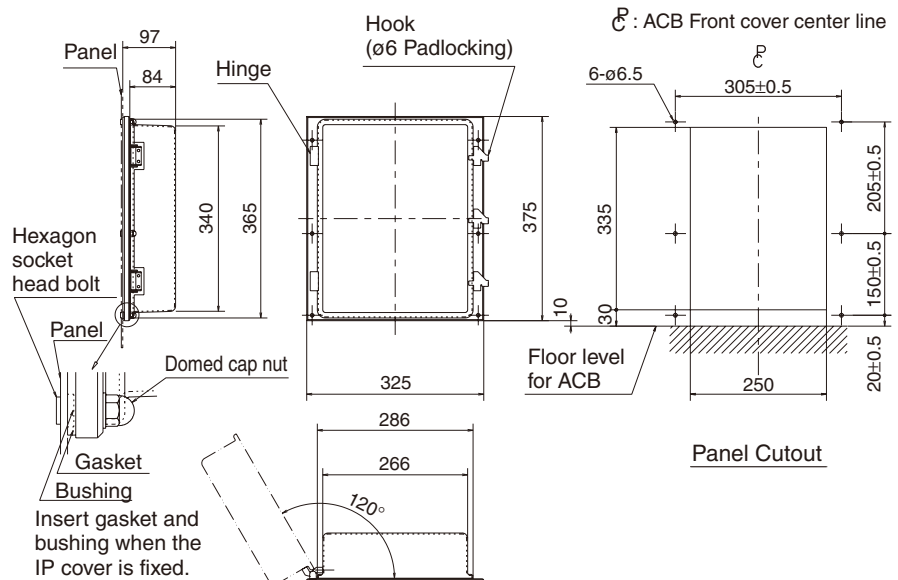 97
84
Panel
Hinge
340
365
Hexagon
socket
head bolt
Panel
Domed cap nut
Gasket
Bushing
Insert gasket and
bushing when the
IP cover is fixed.
Hook
(ø6 Padlocking)
375
10
325
286
266
120°
℄P : ACB Front cover center line
℄P
6-ø6.5
305±0.5
335
30
205±0.5
150±0.5
20±0.5
Floor level
for ACB
250
Panel Cutout